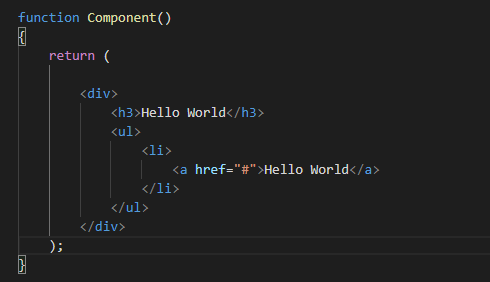 function Component()
{
    return (

        <div>
            <h3>Hello World</h3>
            <ul>
                <li>
                    <a href="#">Hello World</a>
                </li>
            </ul>
        </div>
    );
}